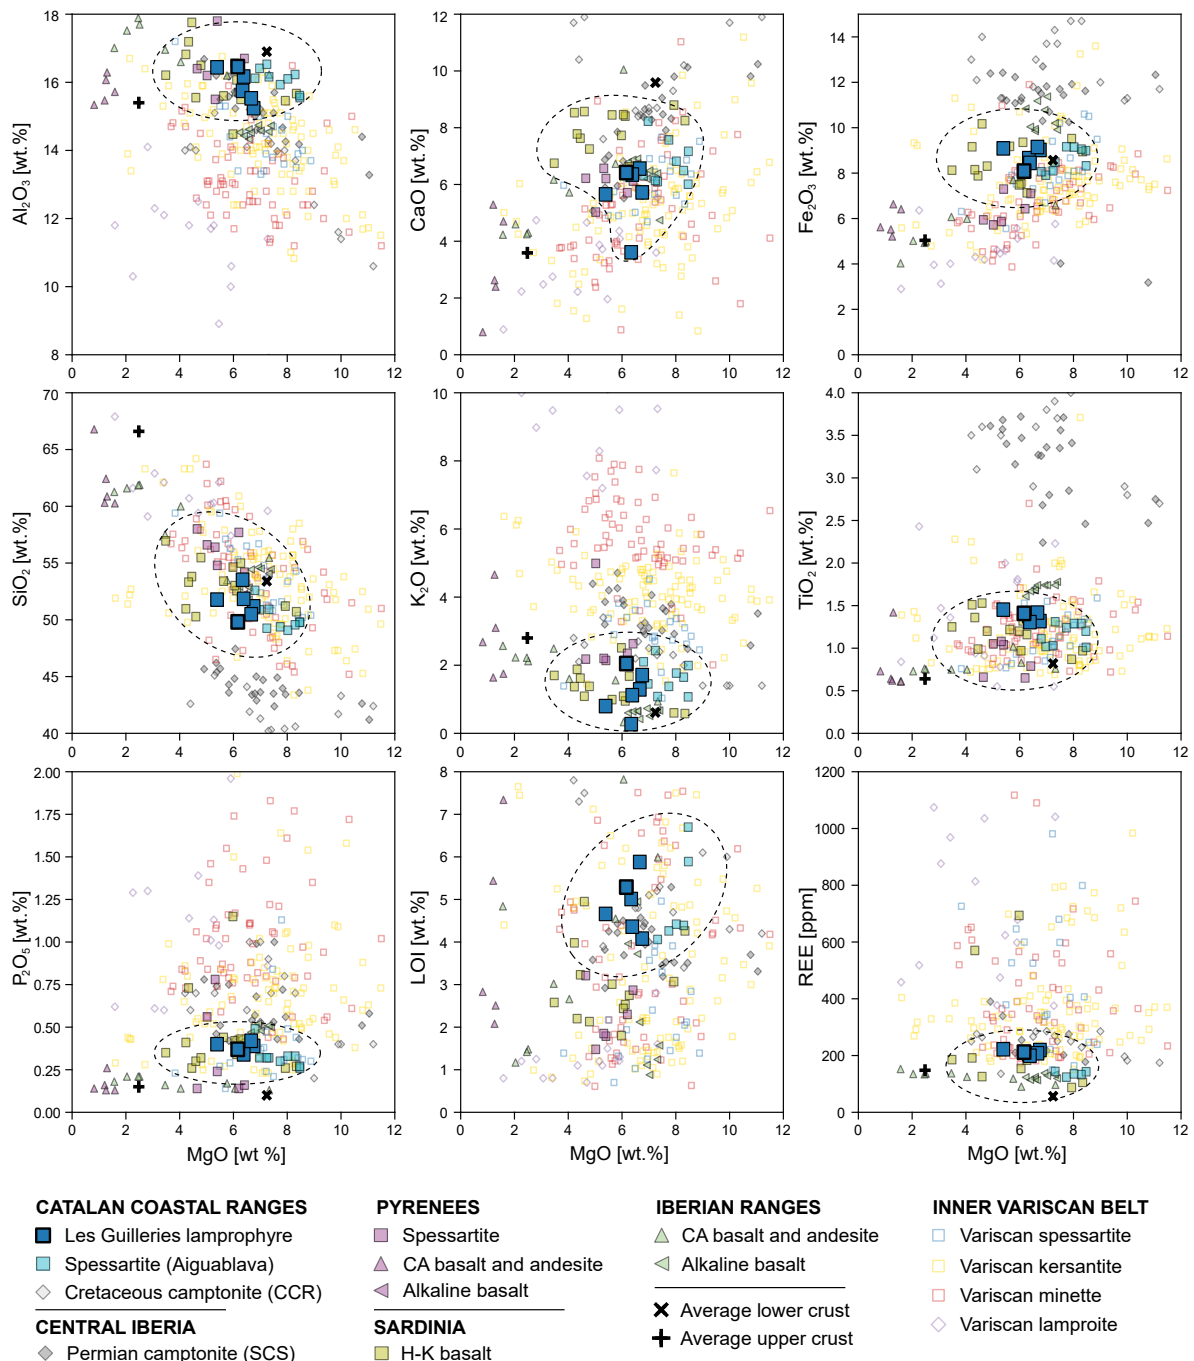 18
16
14
12
10
8
Al₂O₃ [wt.%]
0 2 4 6 8 10 12
12
10
8
6
4
2
0
CaO [wt.%]
0 2 4 6 8 10 12
14
12
10
8
6
4
2
0
Fe₂O₃ [wt.%]
0 2 4 6 8 10 12
70
65
60
55
50
45
40
SiO₂ [wt.%]
0 2 4 6 8 10 12
10
8
6
4
2
0
K₂O [wt.%]
0 2 4 6 8 10 12
4.0
3.5
3.0
2.5
2.0
1.5
1.0
0.5
0.0
TiO₂ [wt.%]
0 2 4 6 8 10 12
2.00
1.75
1.50
1.25
1.00
0.75
0.50
0.25
0.00
P₂O₅ [wt.%]
0 2 4 6 8 10 12
MgO [wt %]
8
7
6
5
4
3
2
1
0
LOI [wt.%]
0 2 4 6 8 10 12
MgO [wt.%]
1200
1000
800
600
400
200
0
REE [ppm]
0 2 4 6 8 10 12
MgO [wt.%]
CATALAN COASTAL RANGES
Les Guilleries lamprophyre
Spessartite (Aiguablava)
Cretaceous camptonite (CCR)
CENTRAL IBERIA
Permian camptonite (SCS)
PYRENEES
Spessartite
CA basalt and andesite
Alkaline basalt
SARDINIA
H-K basalt
IBERIAN RANGES
CA basalt and andesite
Alkaline basalt
Average lower crust
Average upper crust
INNER VARISCAN BELT
Variscan spessartite
Variscan kersantite
Variscan minette
Variscan lamproite